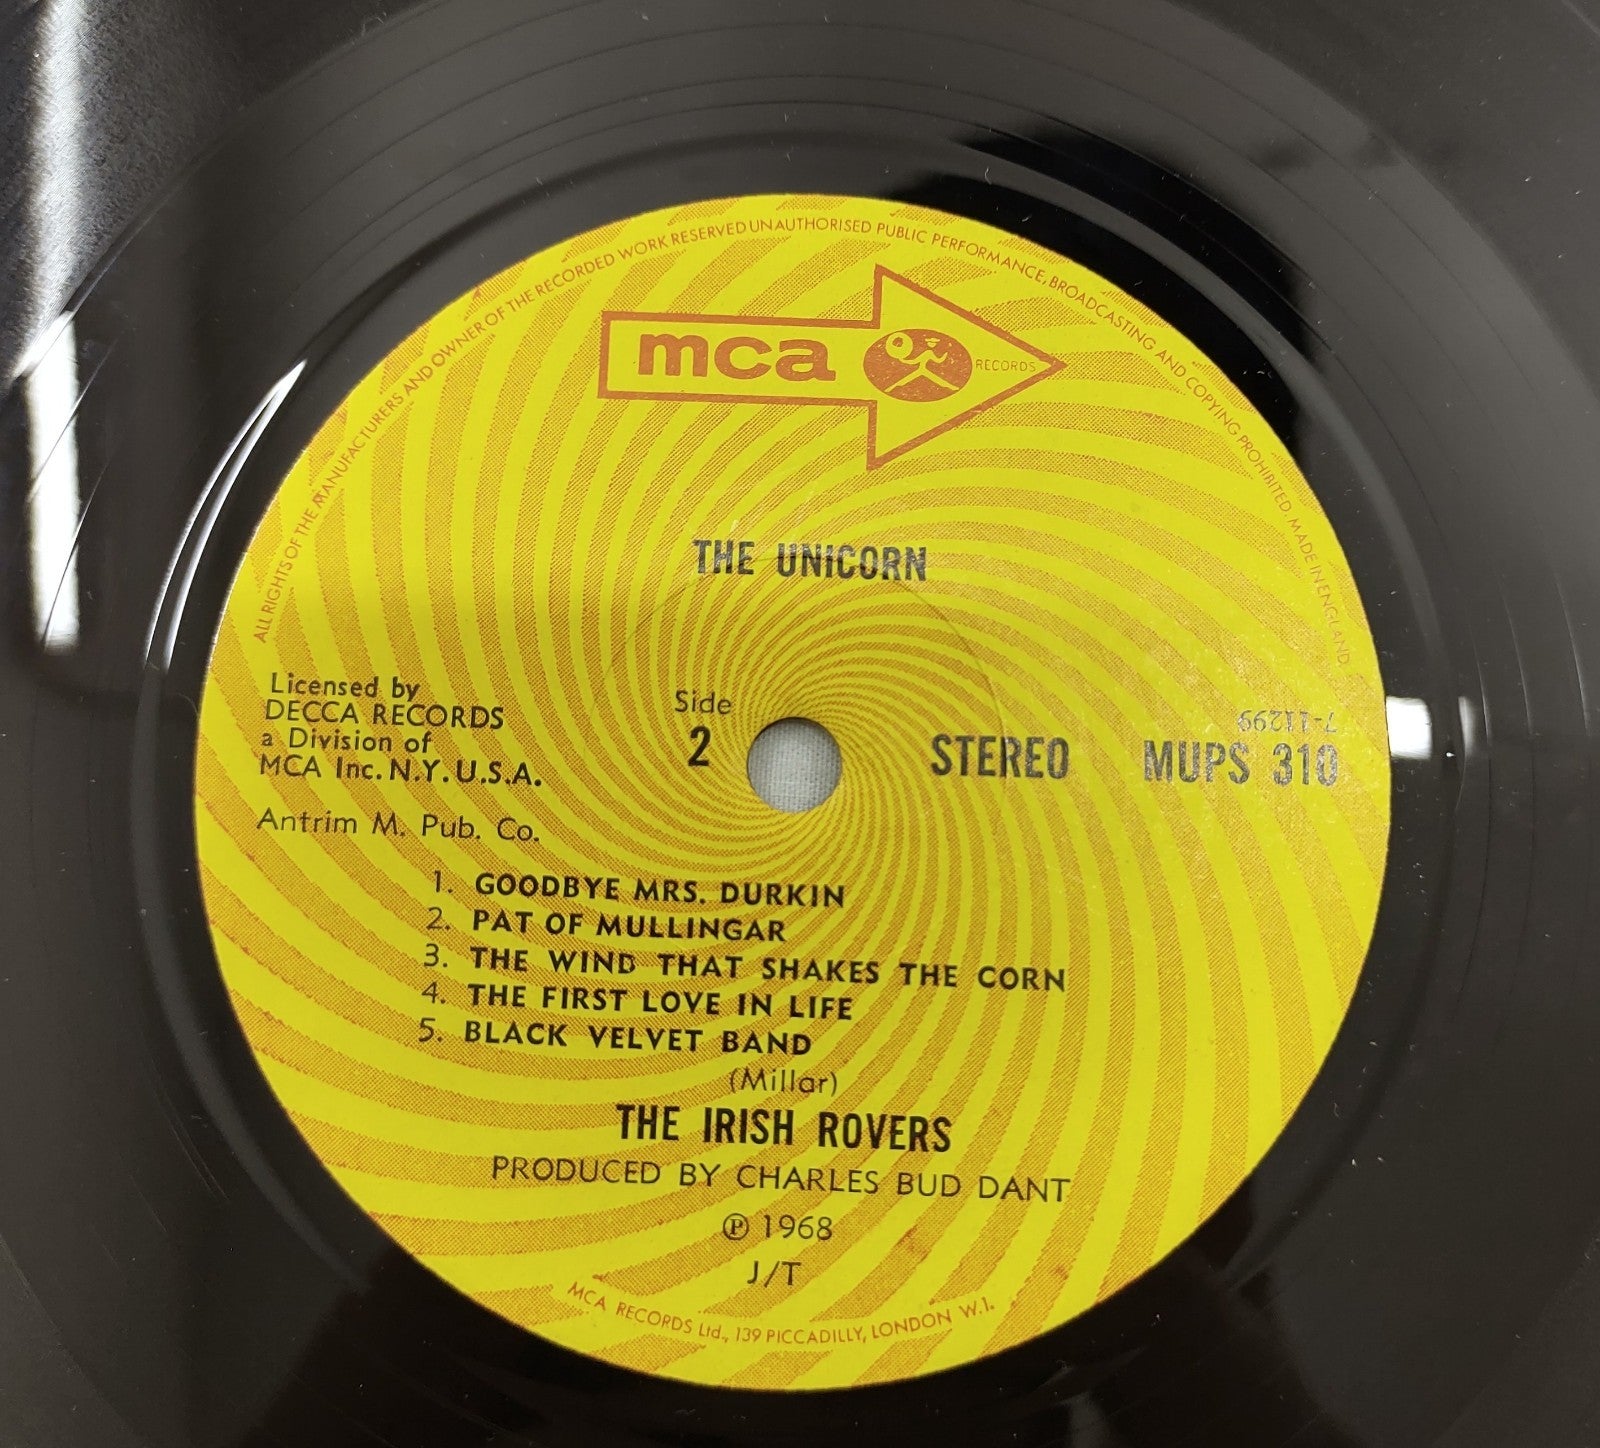 ALL RIGHTS OF THE MANUFACTURERS AND OWNER OF THE RECORDED WORK RESERVED UNAUTHORISED PUBLIC PERFORMANCE, BROADCASTING AND COPYING PROHIBITED. MADE IN ENGLAND
mca RECORDS
THE UNICORN
Licensed by
DECCA RECORDS
a Division of
MCA Inc. N.Y. U.S.A.
Side
2
STEREO
7-11299
MUPS 310
Antrim M. Pub. Co.
1. GOODBYE MRS. DURKIN
2. PAT OF MULLINGAR
3. THE WIND THAT SHAKES THE CORN
4. THE FIRST LOVE IN LIFE
5. BLACK VELVET BAND
(Millar)
THE IRISH ROVERS
PRODUCED BY CHARLES BUD DANT
℗ 1968
J/T
MCA RECORDS Ltd., 139 PICCADILLY, LONDON W.1.